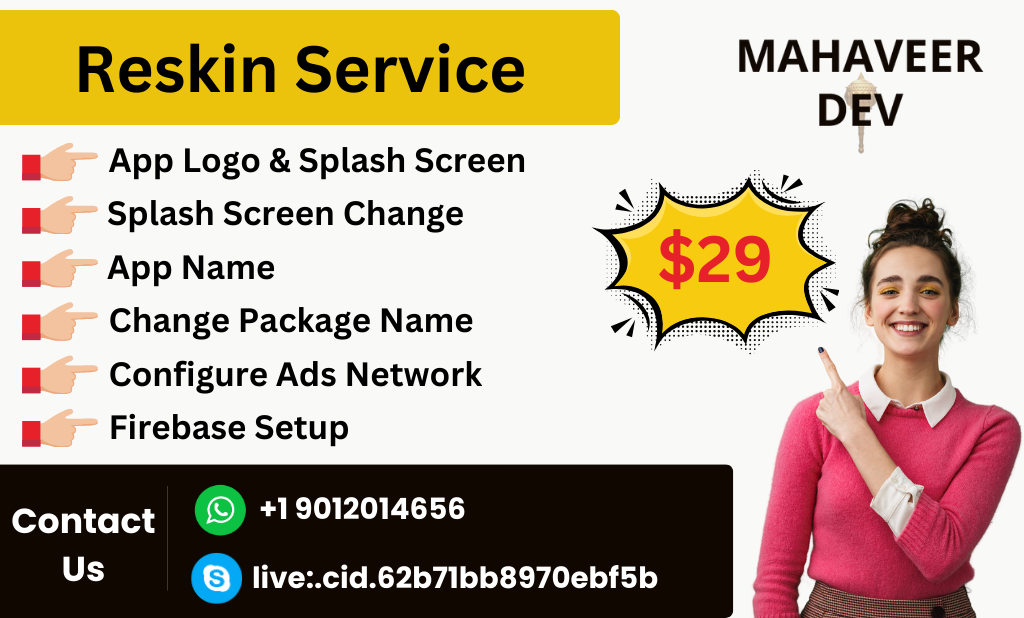 Reskin Service
MAHAVEER
DEV
App Logo & Splash Screen
Splash Screen Change
App Name
Change Package Name
Configure Ads Network
Firebase Setup
$29
Contact
Us
+1 9012014656
live:.cid.62b71bb8970ebf5b